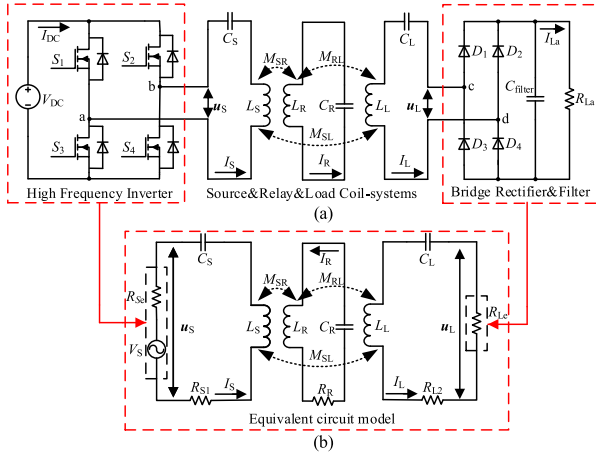 I_DC
S_1
S_2
S_3
S_4
V_DC
a
b
High Frequency Inverter
C_S
u_S
I_S
M_SR
M_RL
M_SL
L_S
L_R
C_R
L_L
I_R
C_L
u_L
I_L
Source&Relay&Load Coil-systems
D_1
D_2
D_3
D_4
c
d
C_filter
I_La
R_La
Bridge Rectifier&Filter
(a)
R_Se
V_S
u_S
C_S
R_S1
I_S
M_SR
M_RL
M_SL
L_S
L_R
I_R
C_R
R_R
L_L
C_L
u_L
R_Le
I_L
R_L2
Equivalent circuit model
(b)